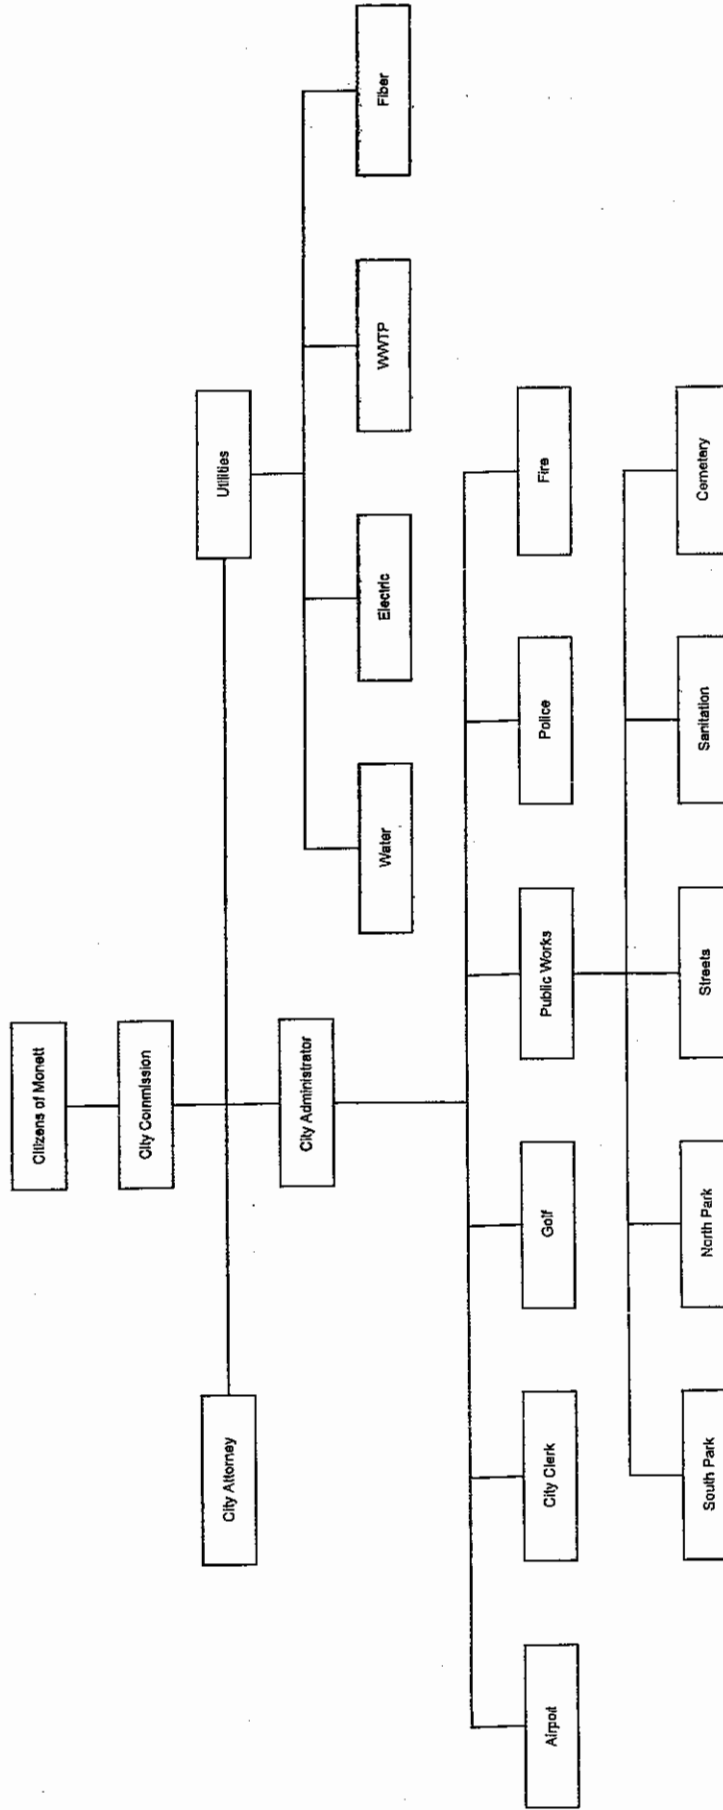 Citizens of Monett
City Commission
City Attorney
Utilities
City Administrator
Water
Electric
WWTP
Fiber
Airport
City Clerk
Golf
Public Works
Police
Fire
South Park
North Park
Streets
Sanitation
Cemetery